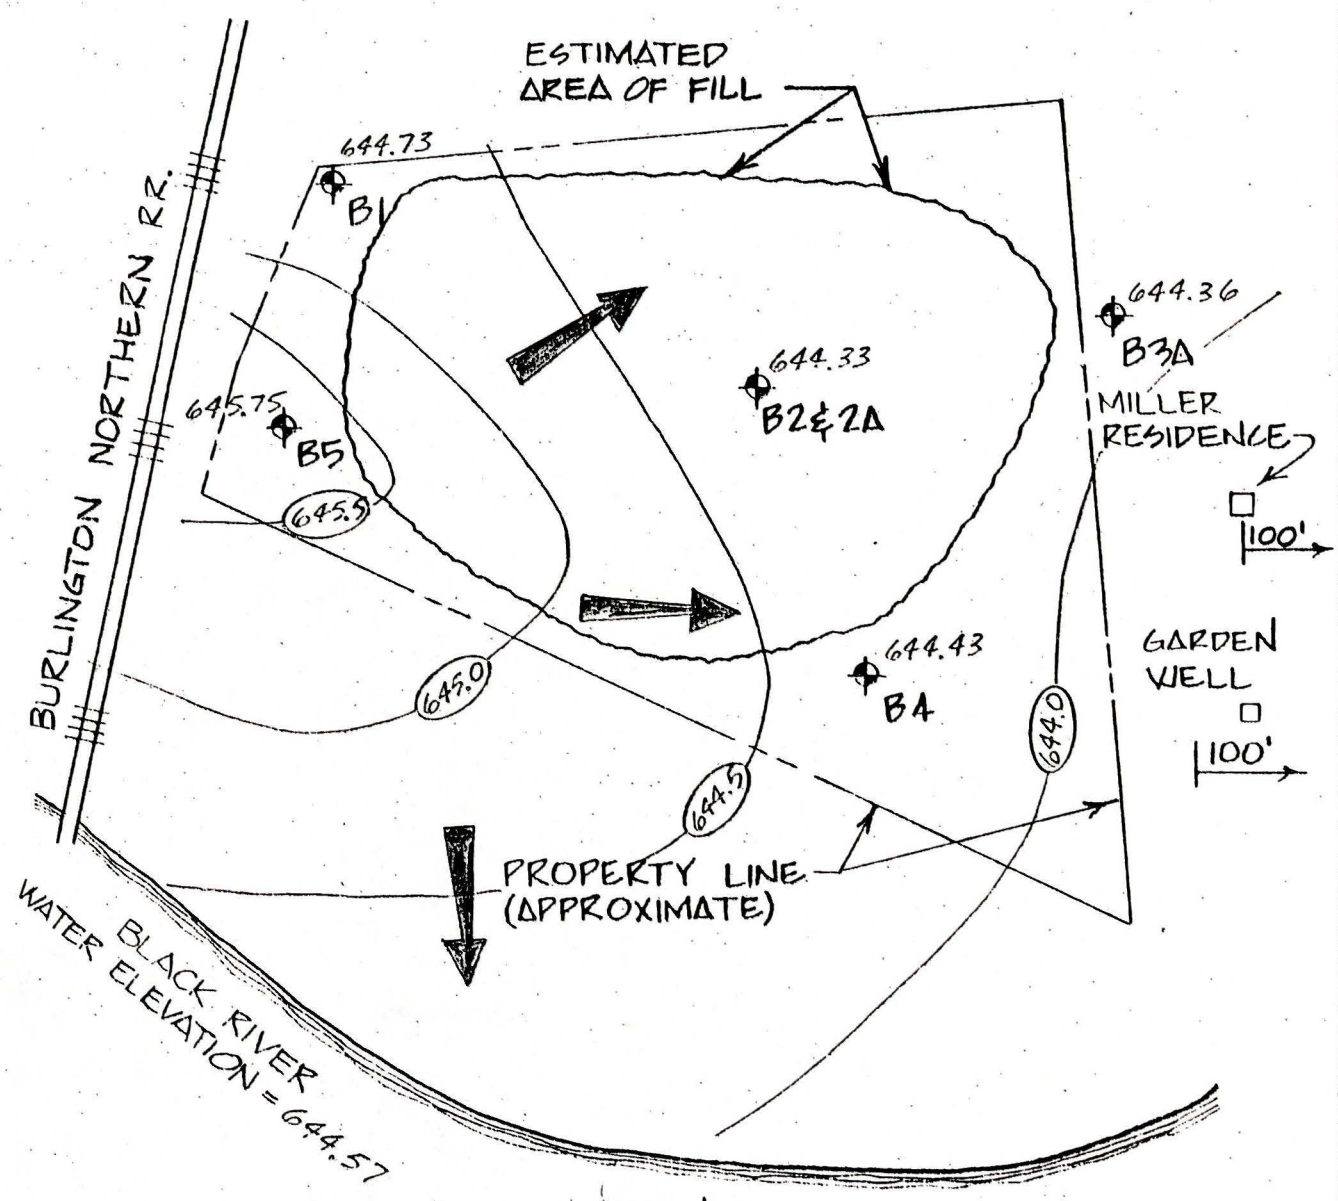 ESTIMATED
AREA OF FILL
644.73
B1
BURLINGTON NORTHERN RR.
644.36
B3A
644.33
B2&2A
645.75
B5
MILLER
RESIDENCE
645.5
100'
644.43
B4
GARDEN
WELL
645.0
644.0
100'
644.5
PROPERTY LINE
(APPROXIMATE)
BLACK RIVER
WATER ELEVATION = 644.57